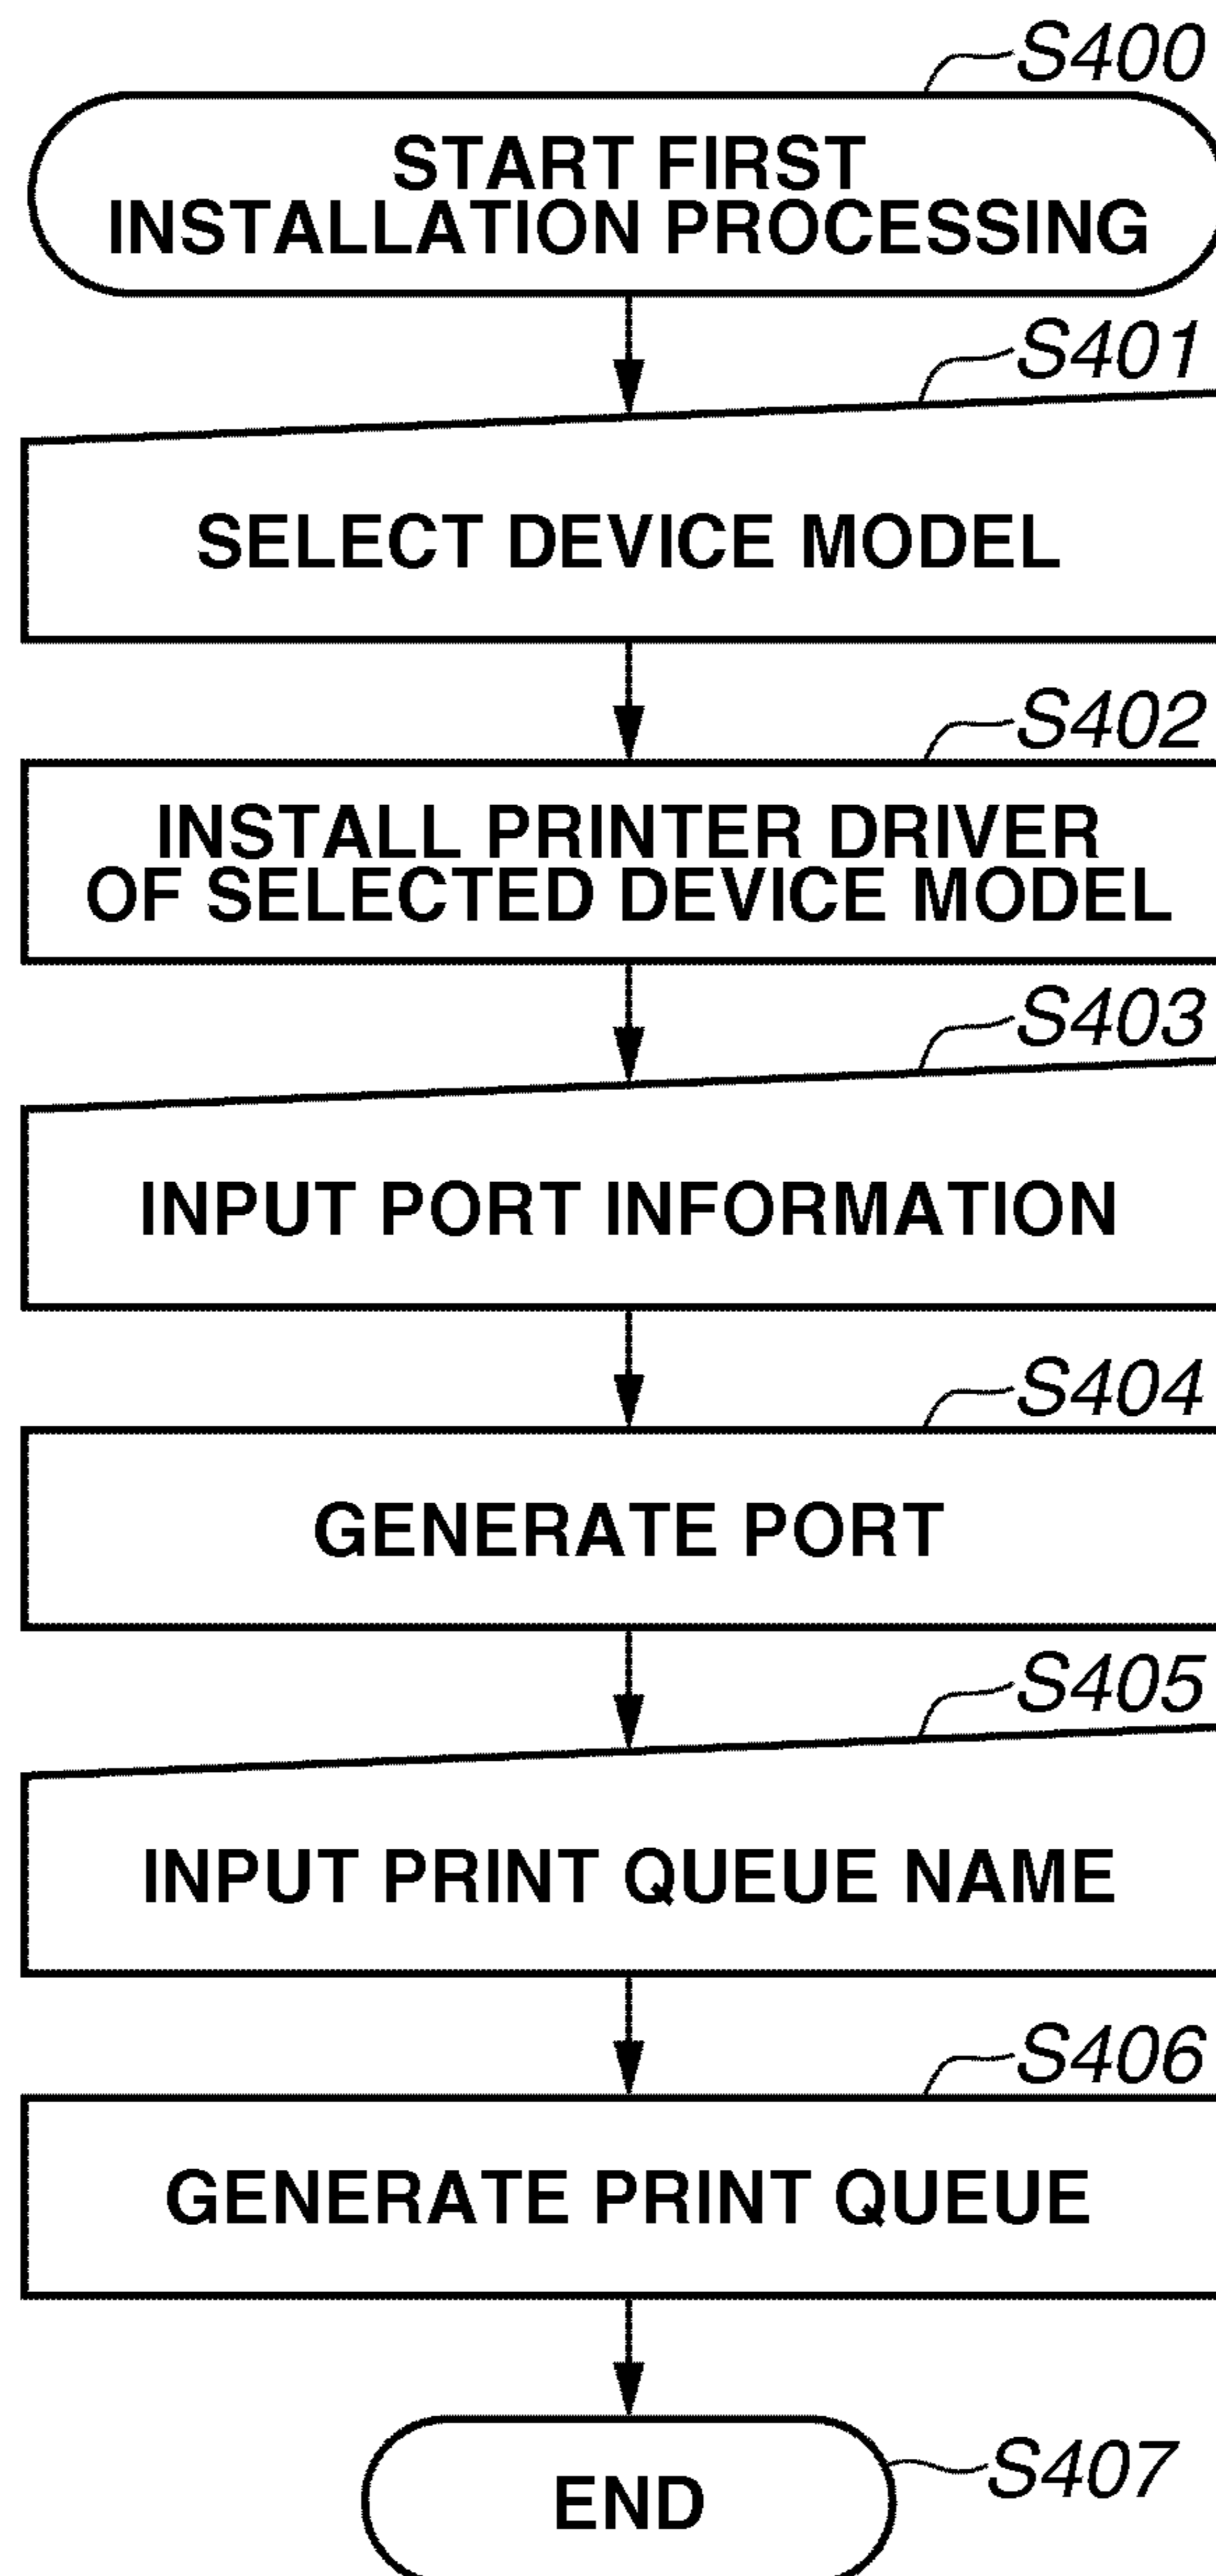 S400
START FIRST
INSTALLATION PROCESSING
S401
SELECT DEVICE MODEL
S402
INSTALL PRINTER DRIVER
OF SELECTED DEVICE MODEL
S403
INPUT PORT INFORMATION
S404
GENERATE PORT
S405
INPUT PRINT QUEUE NAME
S406
GENERATE PRINT QUEUE
S407
END